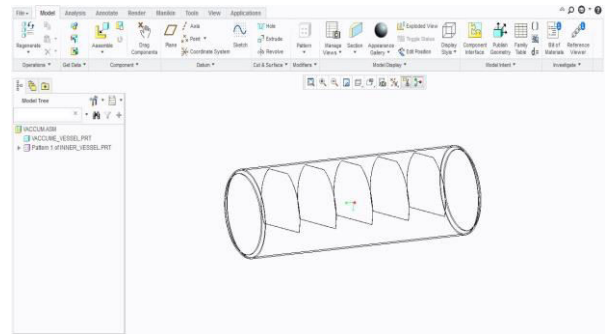 File Model Analysis Annotate Render Manikin Tools View Applications
Regenerate
Assemble
Drag Components
Plane
Axis
Point
Coordinate System
Sketch
Hole
Extrude
Revolve
Pattern
Manage Views
Section
Appearance Gallery
Exploded View
Toggle Status
Edit Position
Display Style
Component Interface
Publish Geometry
Family Table
d=
Bill of Materials
Reference Viewer
Operations Get Data Component Datum Cut & Surface Modifiers Model Display Model Intent Investigate
Model Tree
VACCUM.ASM
VACCUME_VESSEL.PRT
Pattern 1 of INNER_VESSEL.PRT